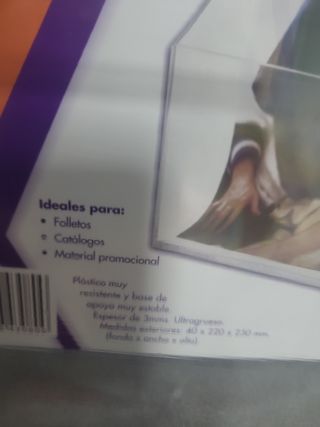 Ideales para:
• Folletos
• Catálogos
• Material promocional
Plástico muy
resistente y base de
apoyo muy estable.
Espesor de 3mms. Ultragrueso.
Medidas exteriores: 40 x 220 x 230 mm.
(fondo x ancho x alto).